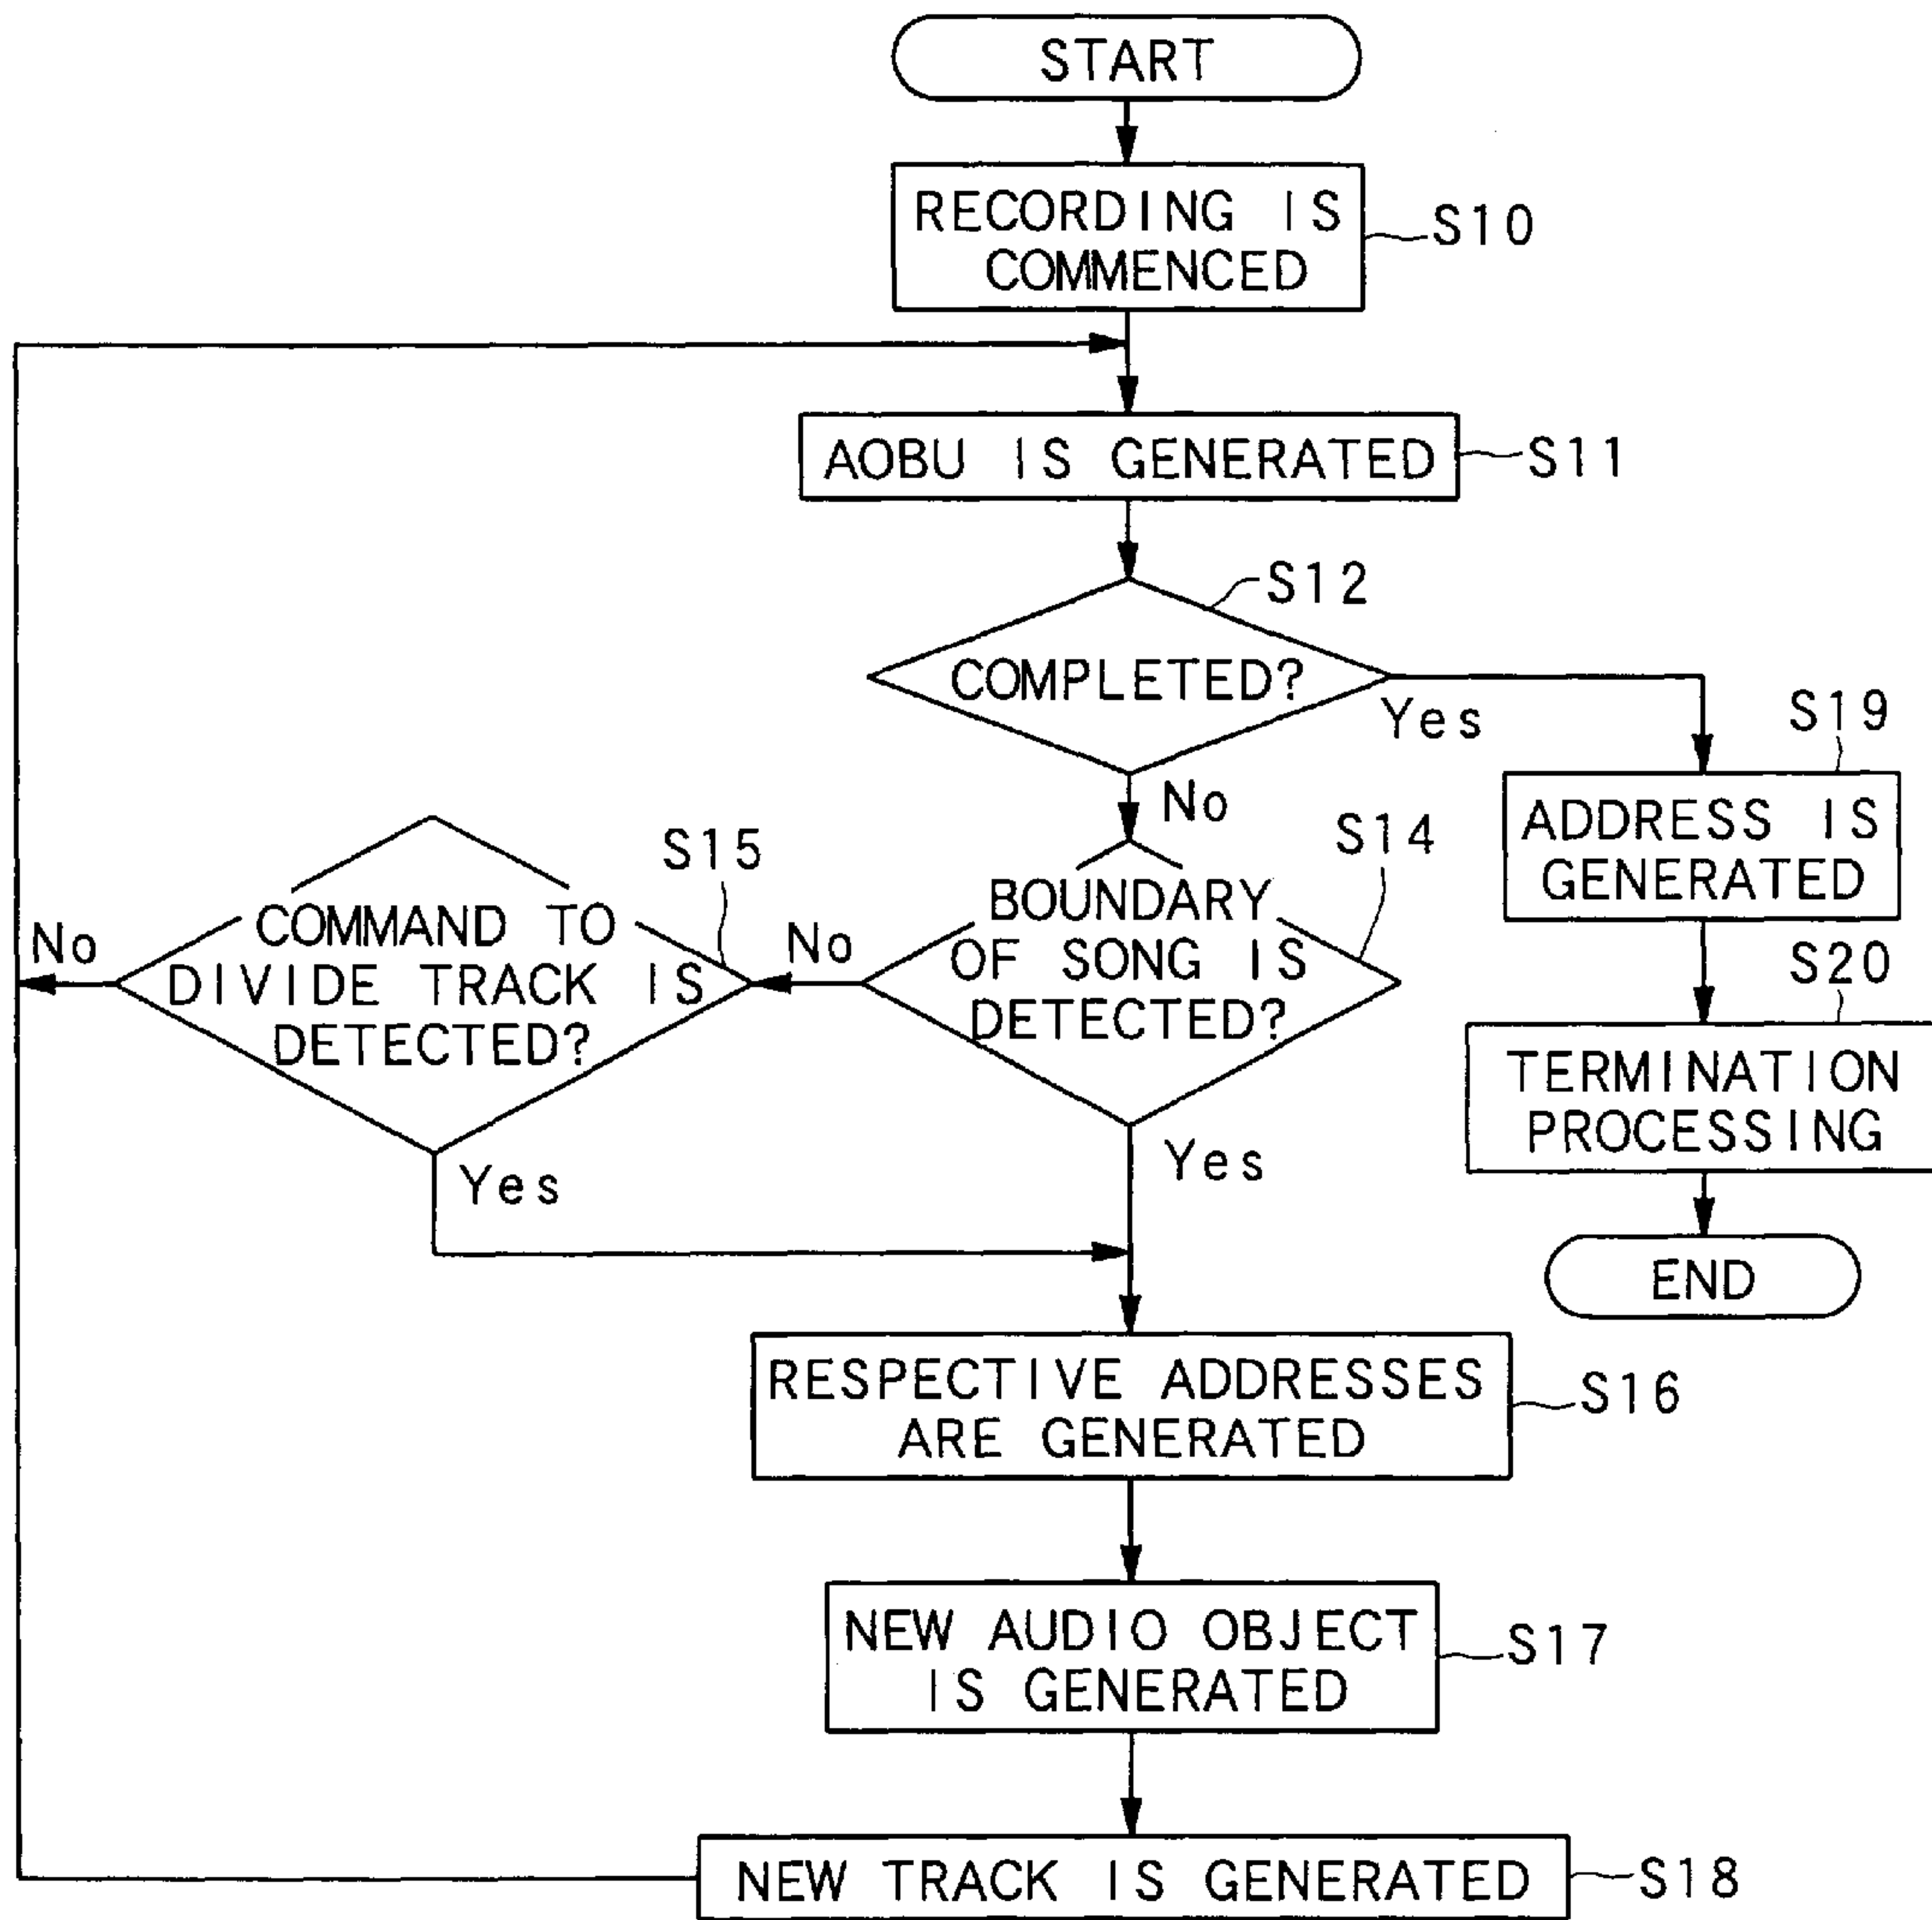 START
RECORDING IS
COMMENCED
S10
AOBU IS GENERATED
S11
S12
COMPLETED?
Yes
No
S19
ADDRESS IS
GENERATED
S14
BOUNDARY
OF SONG IS
DETECTED?
No
Yes
S15
COMMAND TO
DIVIDE TRACK IS
DETECTED?
No
Yes
S20
TERMINATION
PROCESSING
END
RESPECTIVE ADDRESSES
ARE GENERATED
S16
NEW AUDIO OBJECT
IS GENERATED
S17
NEW TRACK IS GENERATED
S18